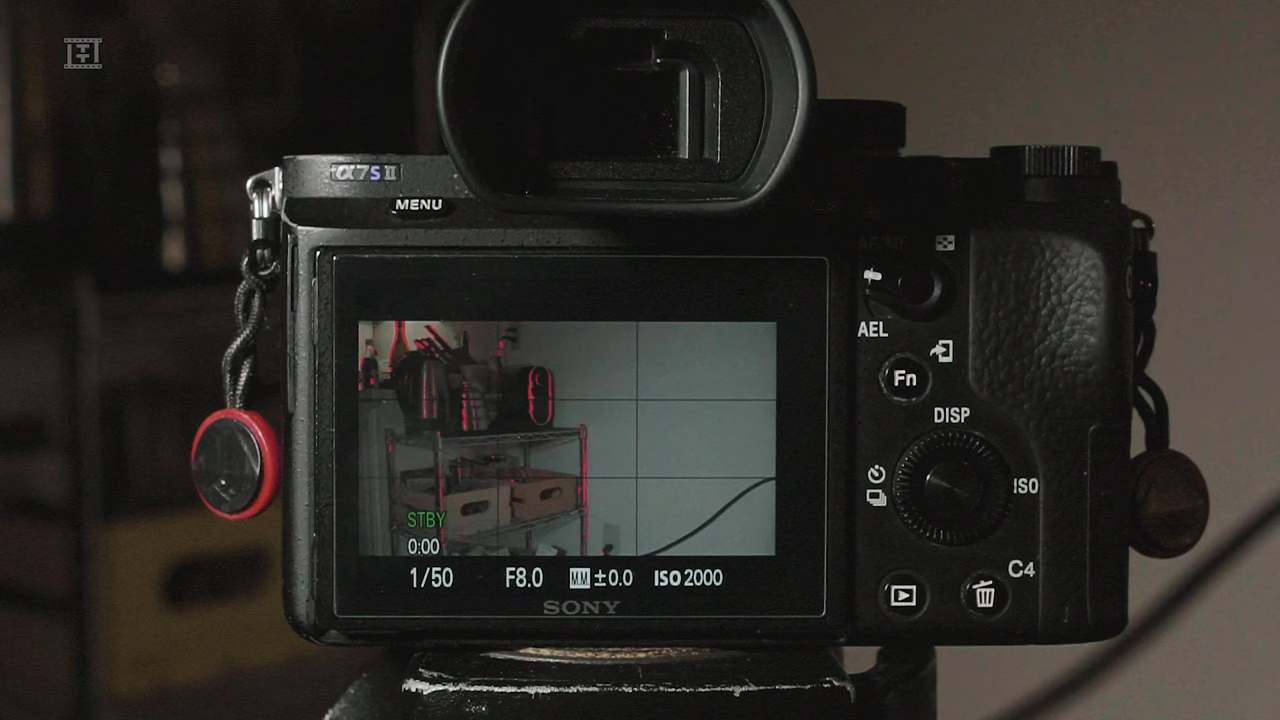 α7S II
MENU
AF/MF
AEL
Fn
DISP
ISO
C4
STBY
0:00
1/50 F8.0 M.M ±0.0 ISO 2000
SONY